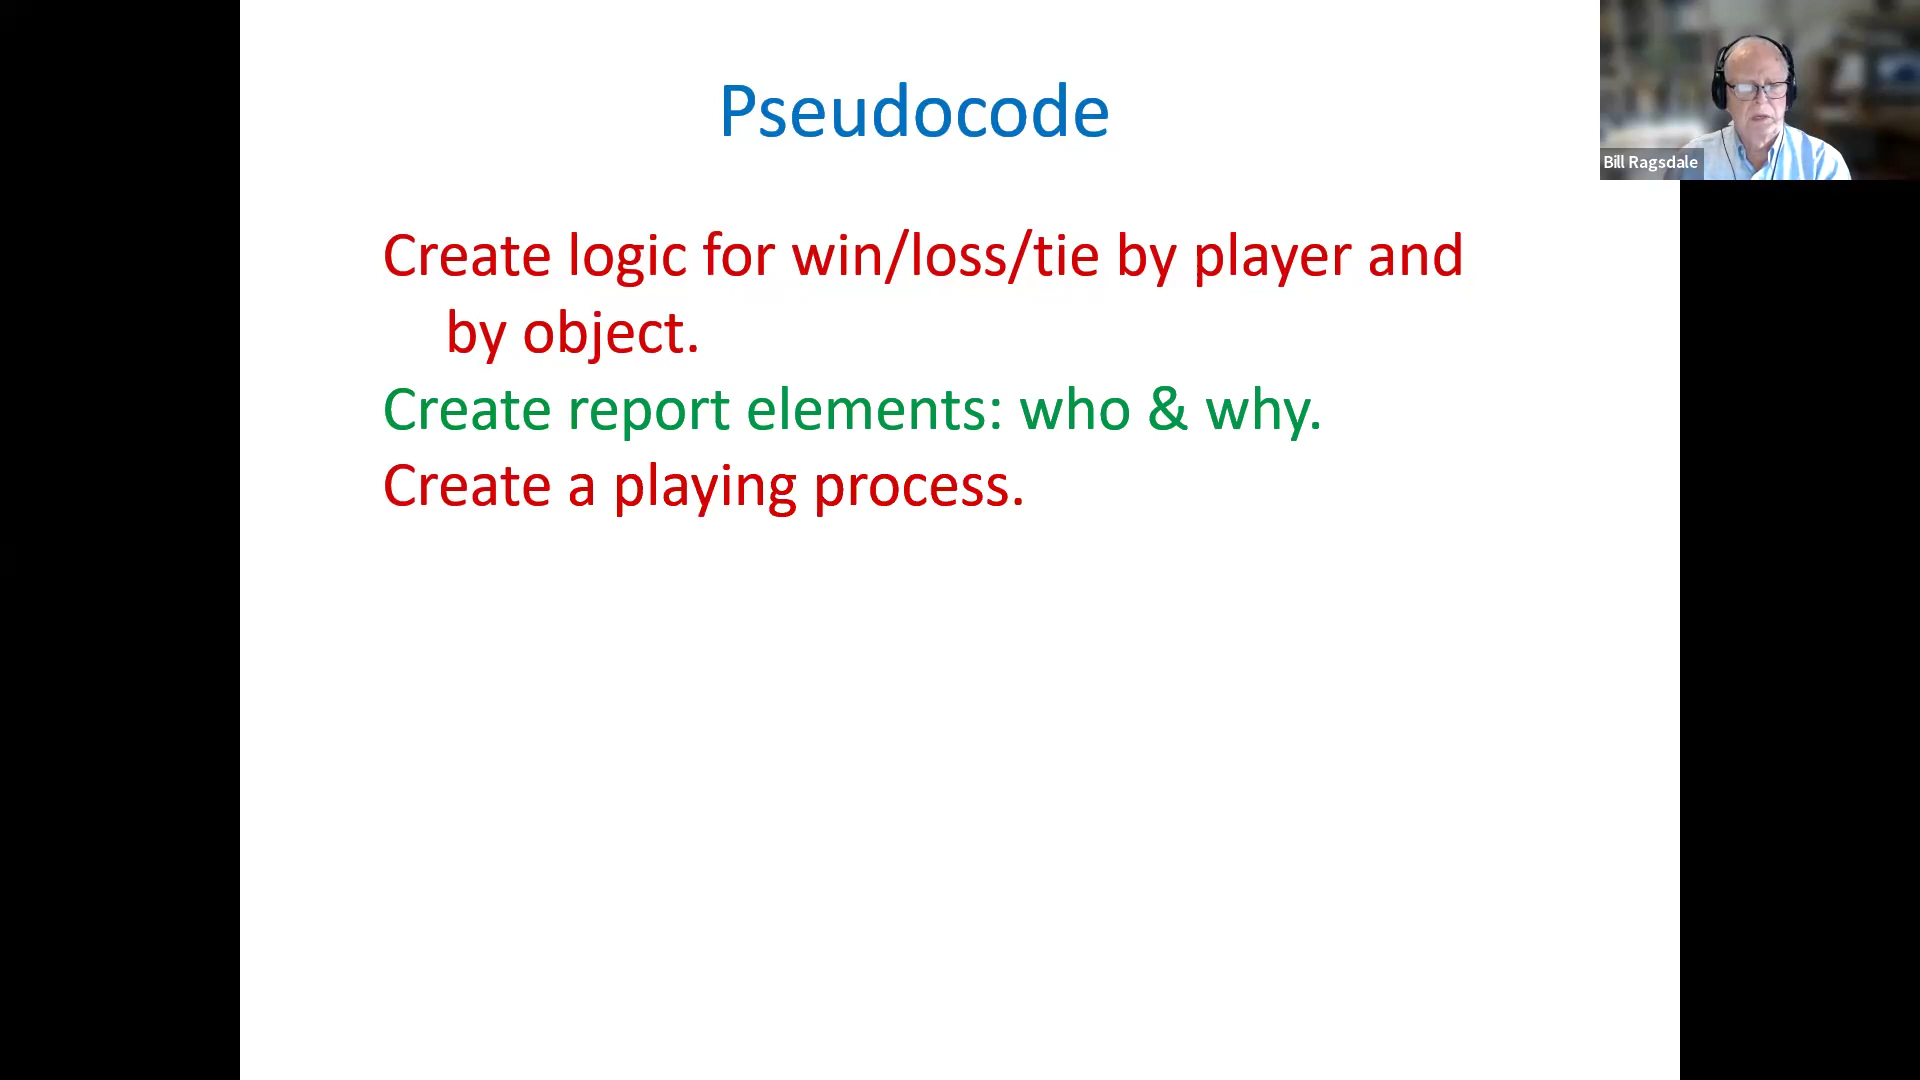 Pseudocode
Create logic for win/loss/tie by player and
by object.
Create report elements: who & why.
Create a playing process.
Bill Ragsdale